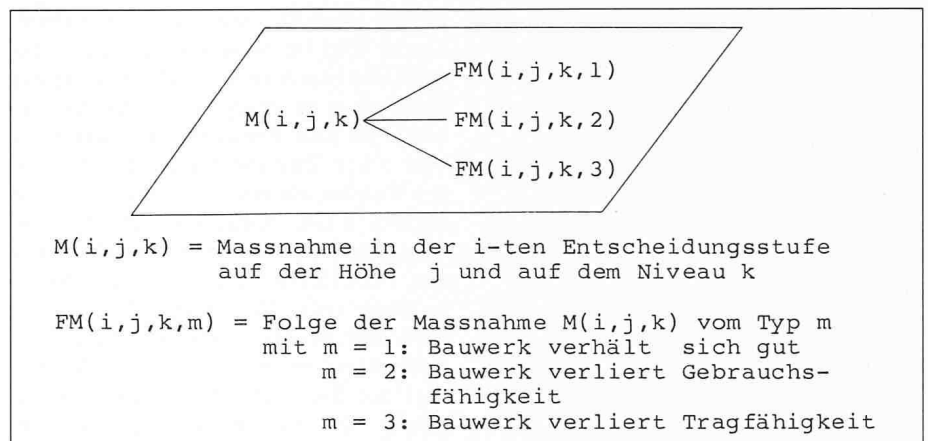 FM(i,j,k,1)
M(i,j,k) FM(i,j,k,2)
FM(i,j,k,3)
M(i,j,k) = Massnahme in der i-ten Entscheidungsstufe
auf der Höhe j und auf dem Niveau k
FM(i,j,k,m) = Folge der Massnahme M(i,j,k) vom Typ m
mit m = 1: Bauwerk verhält sich gut
m = 2: Bauwerk verliert Gebrauchs-
fähigkeit
m = 3: Bauwerk verliert Tragfähigkeit